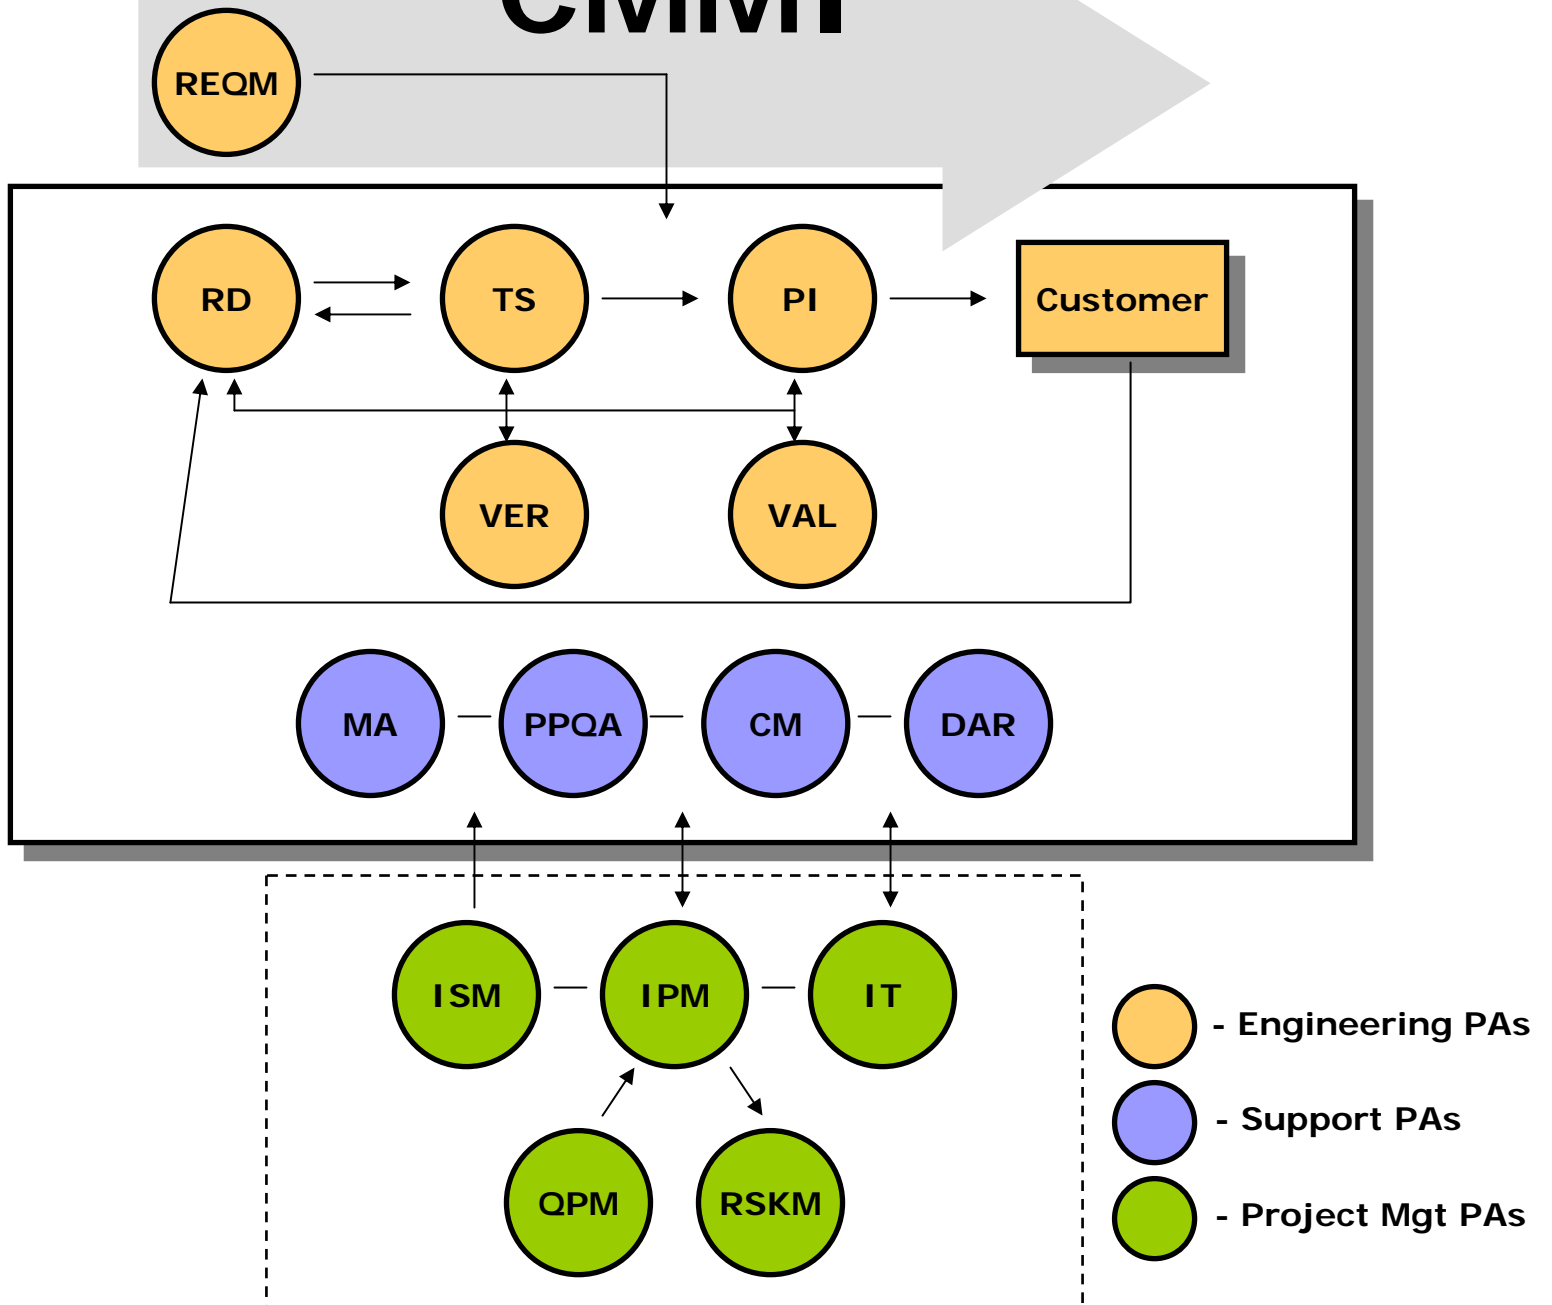 CMMI
REQM
RD
TS
PI
Customer
VER
VAL
MA
PPQA
CM
DAR
ISM
IPM
IT
- Engineering PAs
- Support PAs
QPM
RSKM
- Project Mgt PAs